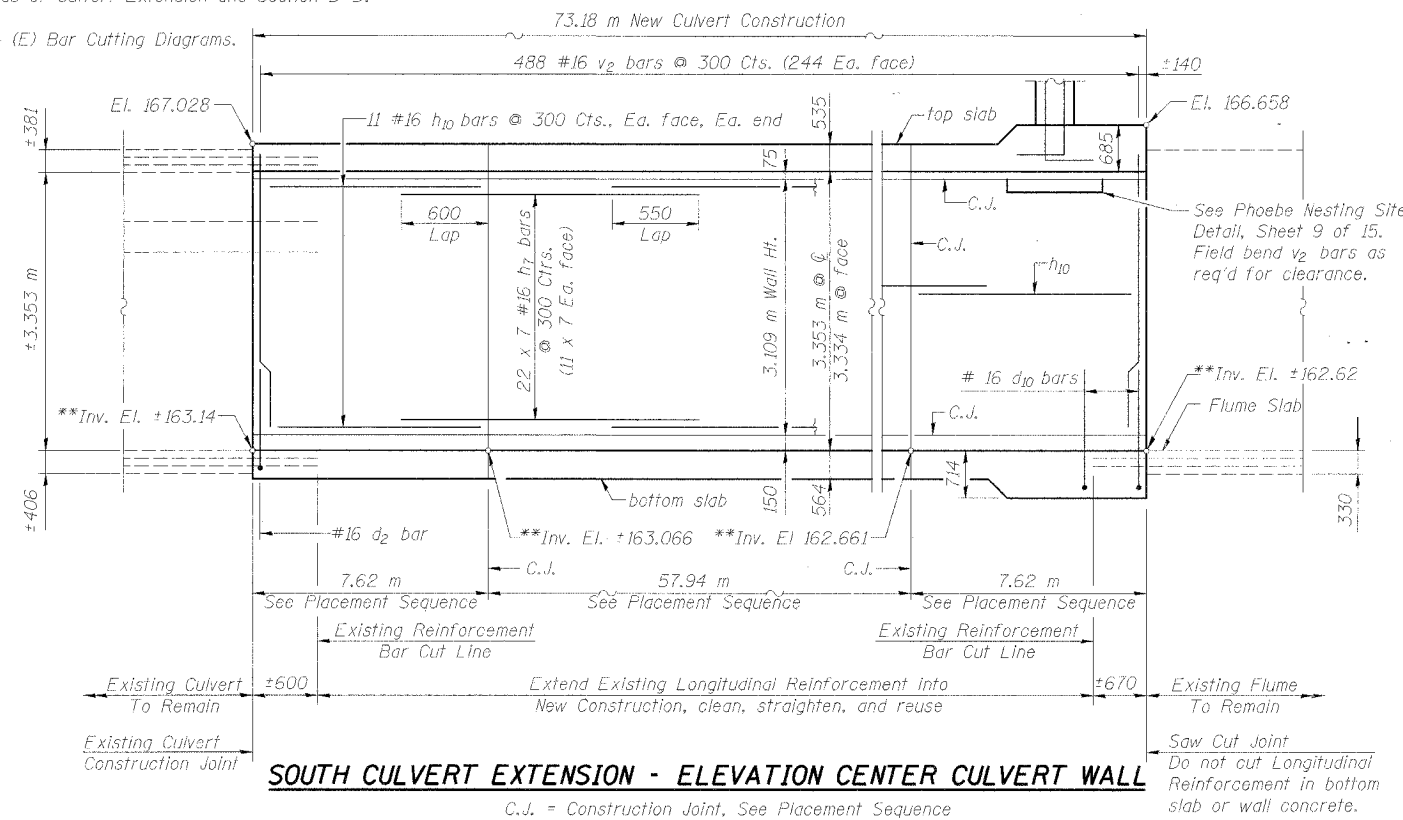 (E) Bar Cutting Diagrams.
73.18 m New Culvert Construction
488 #16 v2 bars @ 300 Cts. (244 Ea. face)
±140
El. 167.028
El. 166.658
±381
11 #16 h10 bars @ 300 Cts., Ea. face, Ea. end
535
top slab
685
75
C.J.
600
Lap
550
Lap
See Phoebe Nesting Site
Detail, Sheet 9 of 15.
Field bend v2 bars as
req'd for clearance.
C.J.
h10
±3.353 m
22 x 7 #16 h7 bars
@ 300 Ctrs.
(11 x 7 Ea. face)
3.109 m Wall Ht.
3.353 m @ ℄
3.334 m @ face
# 16 d10 bars
**Inv. El. ±162.62
Flume Slab
**Inv. El. ±163.14
C.J.
±406
bottom slab
150
564
714
330
#16 d2 bar
**Inv. El. ±163.066
**Inv. El 162.661
C.J.
C.J.
7.62 m
See Placement Sequence
57.94 m
See Placement Sequence
7.62 m
See Placement Sequence
Existing Reinforcement
Bar Cut Line
Existing Reinforcement
Bar Cut Line
Existing Culvert
To Remain
±600
Extend Existing Longitudinal Reinforcement into
New Construction, clean, straighten, and reuse
±670
Existing Flume
To Remain
Existing Culvert
Construction Joint
Saw Cut Joint
Do not cut Longitudinal
Reinforcement in bottom
slab or wall concrete.
SOUTH CULVERT EXTENSION - ELEVATION CENTER CULVERT WALL
C.J. = Construction Joint, See Placement Sequence